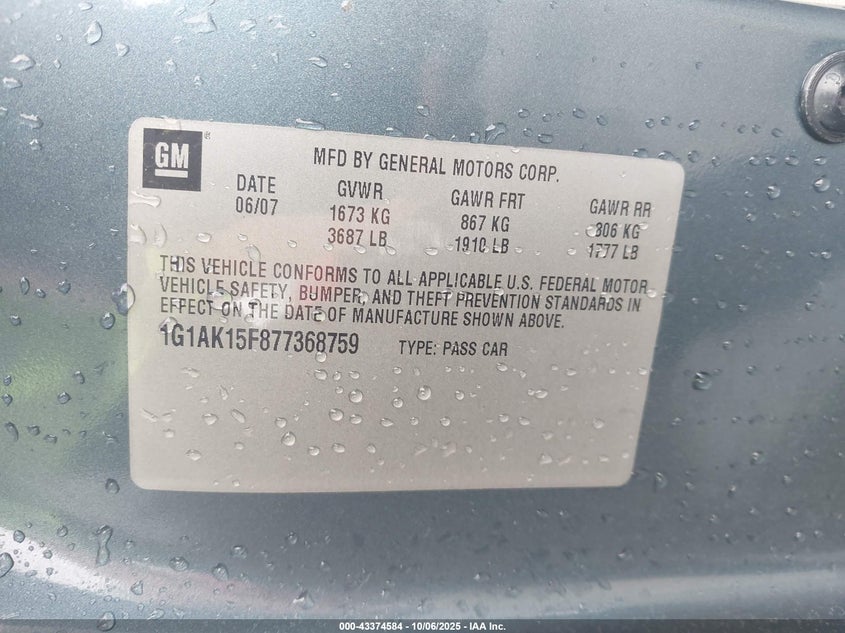 GM ®
MFD BY GENERAL MOTORS CORP.
DATE GVWR GAWR FRT GAWR RR
06/07 1673 KG 867 KG 806 KG
3687 LB 1910 LB 1777 LB
THIS VEHICLE CONFORMS TO ALL APPLICABLE U.S. FEDERAL MOTOR
VEHICLE SAFETY, BUMPER, AND THEFT PREVENTION STANDARDS IN
EFFECT ON THE DATE OF MANUFACTURE SHOWN ABOVE.
1G1AK15F877368759 TYPE: PASS CAR
000-43374584 - 10/06/2025 - IAA Inc.